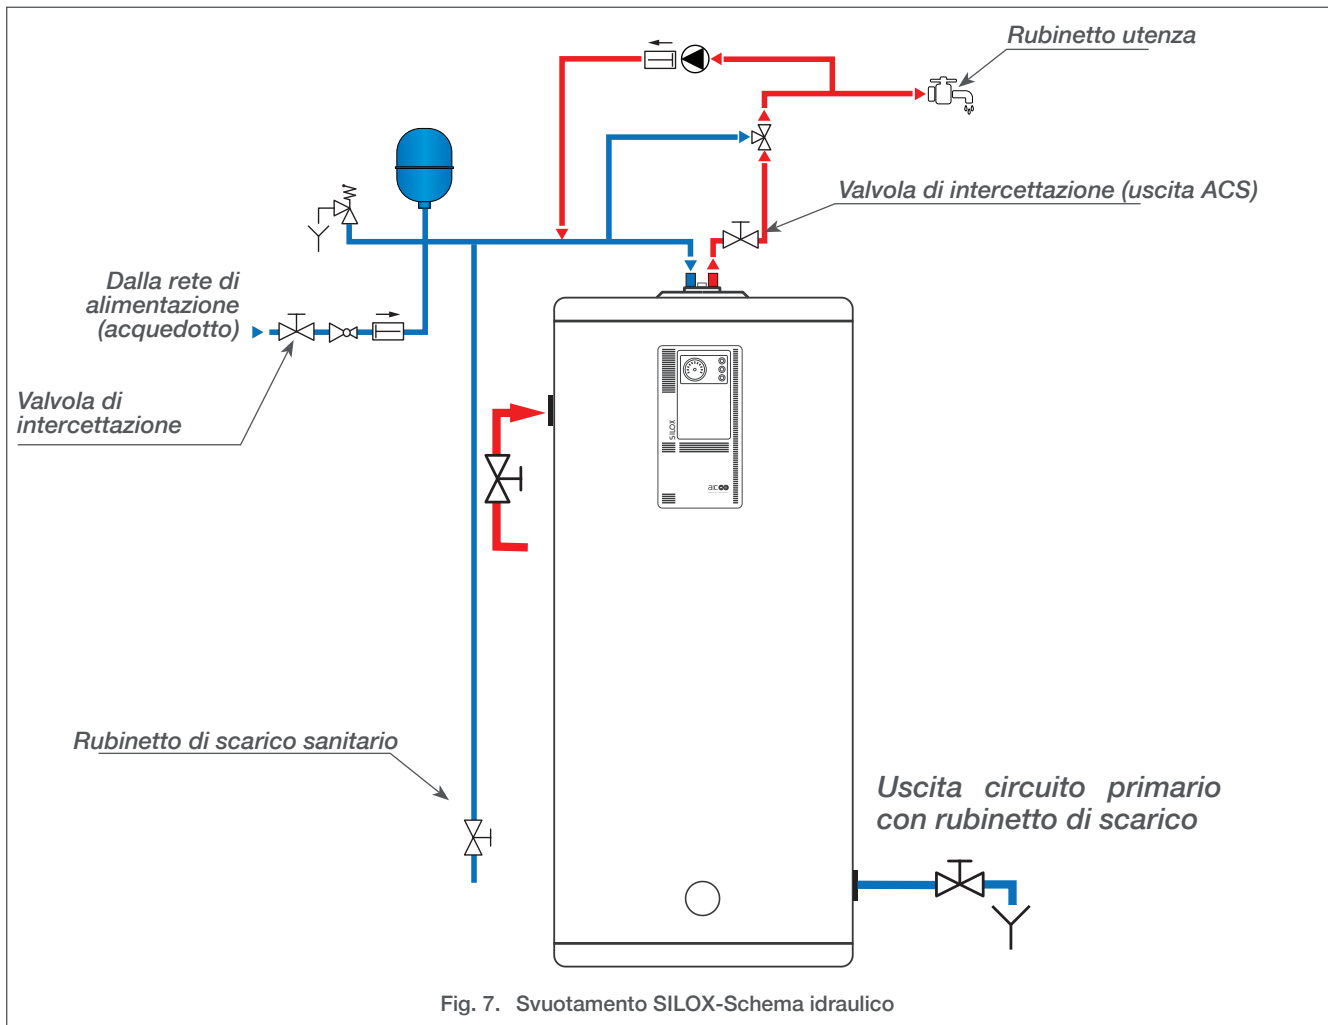 Rubinetto utenza
Valvola di intercettazione (uscita ACS)
Dalla rete di
alimentazione
(acquedotto)
Valvola di
intercettazione
SILOX
aic
Rubinetto di scarico sanitario
Uscita circuito primario
con rubinetto di scarico
Fig. 7. Svuotamento SILOX-Schema idraulico